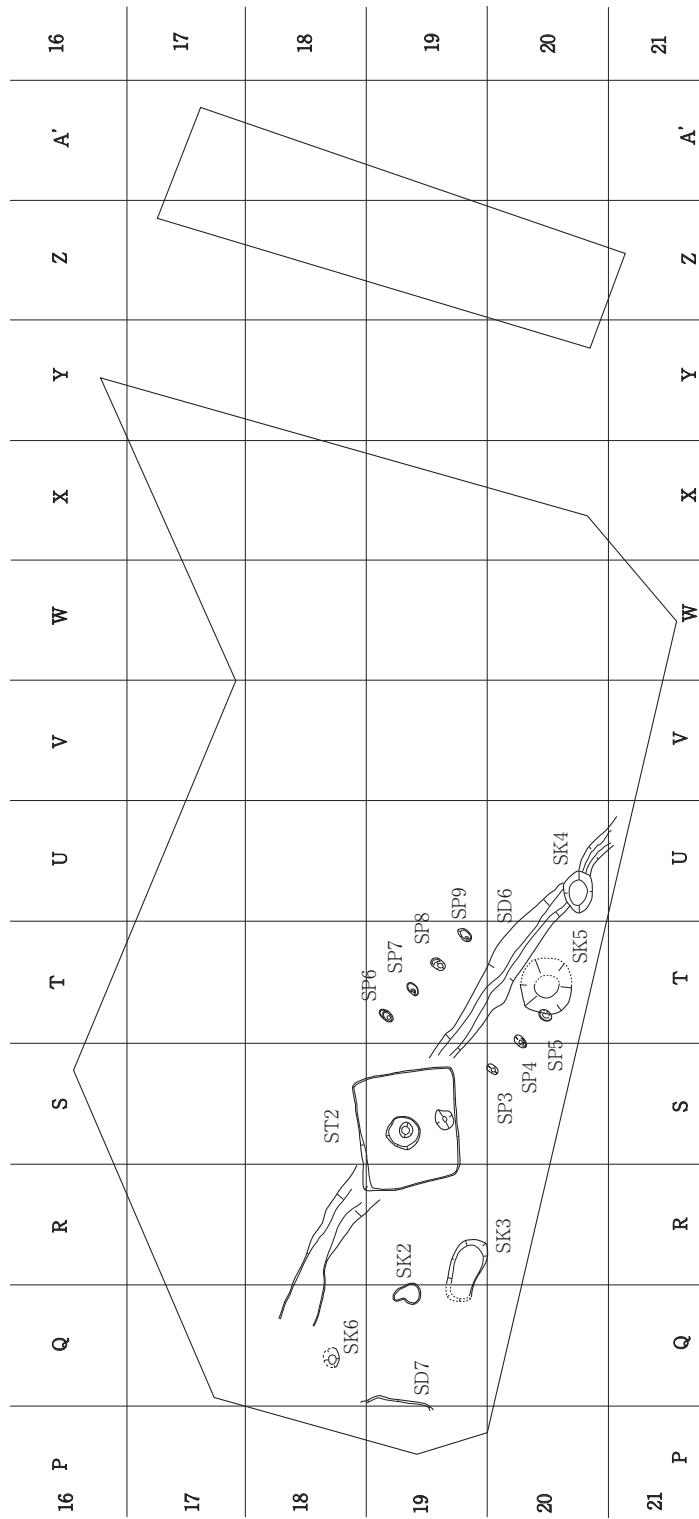 16 17 18 19 20 21
A' A'
Z Z
Y Y
X X
W W
V V
U U
T T
S S
R R
Q Q
P P
16 17 18 19 20 21
SK4
SP9
SD6
SP8
SP7
SP6
SK5
SP5
SP4
SP3
ST2
SK3
SK2
SK6
SD7